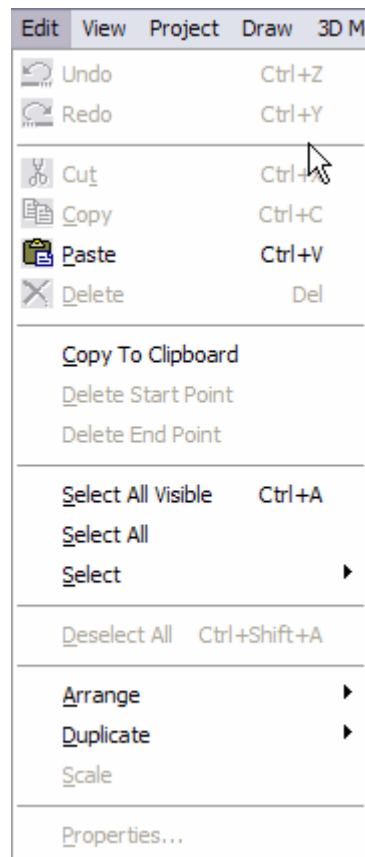 Edit View Project Draw 3D M
Undo Ctrl+Z
Redo Ctrl+Y
Cut Ctrl+
Copy Ctrl+C
Paste Ctrl+V
Delete Del
Copy To Clipboard
Delete Start Point
Delete End Point
Select All Visible Ctrl+A
Select All
Select
Deselect All Ctrl+Shift+A
Arrange
Duplicate
Scale
Properties...